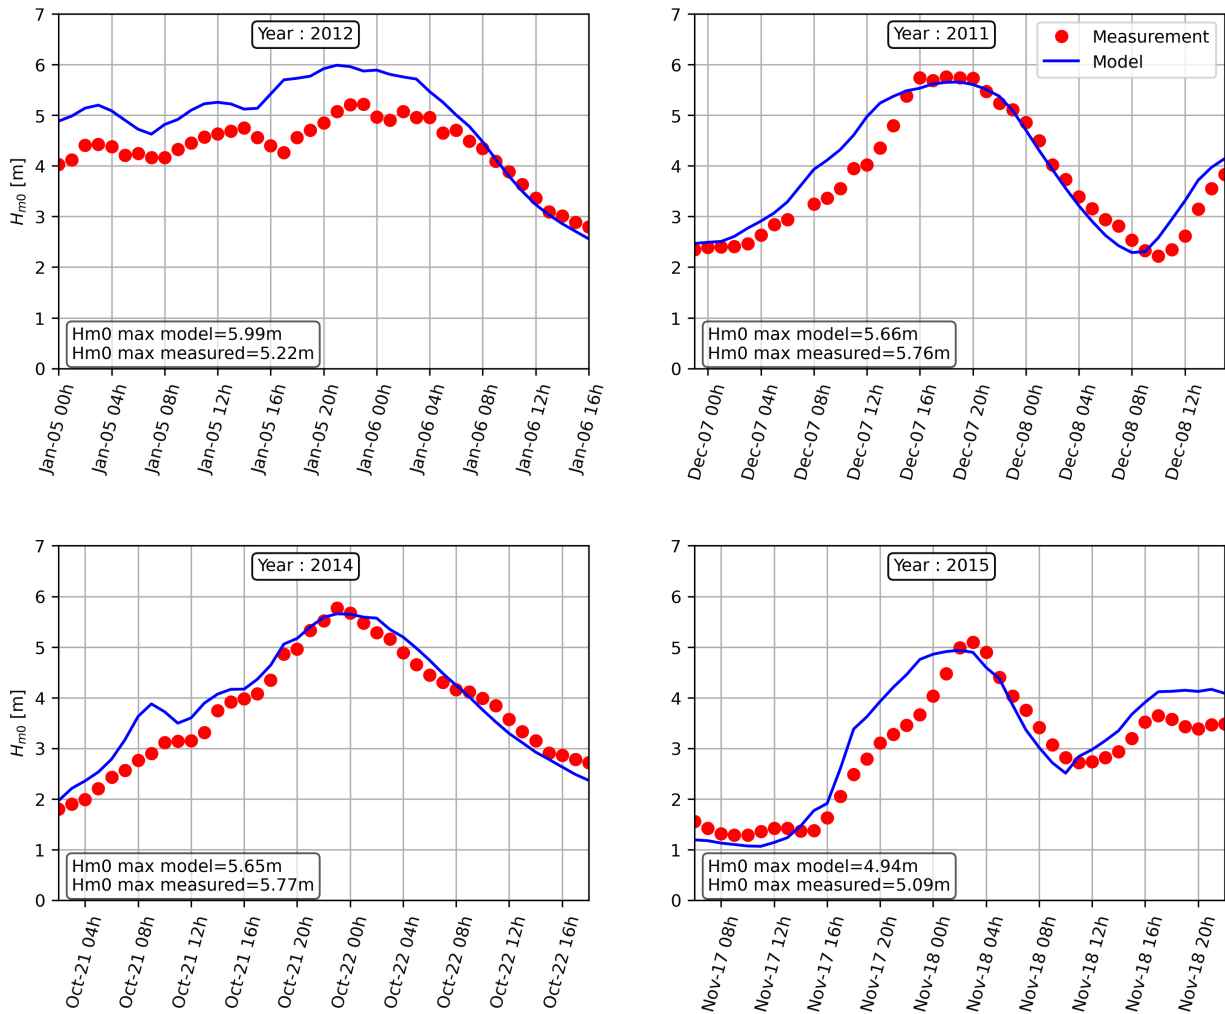 Year : 2012
7
6
5
4
3
2
1
0
H_m0 [m]
Hm0 max model=5.99m
Hm0 max measured=5.22m
Jan-05 00h
Jan-05 04h
Jan-05 08h
Jan-05 12h
Jan-05 16h
Jan-05 20h
Jan-06 00h
Jan-06 04h
Jan-06 08h
Jan-06 12h
Jan-06 16h
Year : 2011
Measurement
Model
7
6
5
4
3
2
1
0
Hm0 max model=5.66m
Hm0 max measured=5.76m
Dec-07 00h
Dec-07 04h
Dec-07 08h
Dec-07 12h
Dec-07 16h
Dec-07 20h
Dec-08 00h
Dec-08 04h
Dec-08 08h
Dec-08 12h
Year : 2014
7
6
5
4
3
2
1
0
H_m0 [m]
Hm0 max model=5.65m
Hm0 max measured=5.77m
Oct-21 04h
Oct-21 08h
Oct-21 12h
Oct-21 16h
Oct-21 20h
Oct-22 00h
Oct-22 04h
Oct-22 08h
Oct-22 12h
Oct-22 16h
Year : 2015
7
6
5
4
3
2
1
0
Hm0 max model=4.94m
Hm0 max measured=5.09m
Nov-17 08h
Nov-17 12h
Nov-17 16h
Nov-17 20h
Nov-18 00h
Nov-18 04h
Nov-18 08h
Nov-18 12h
Nov-18 16h
Nov-18 20h